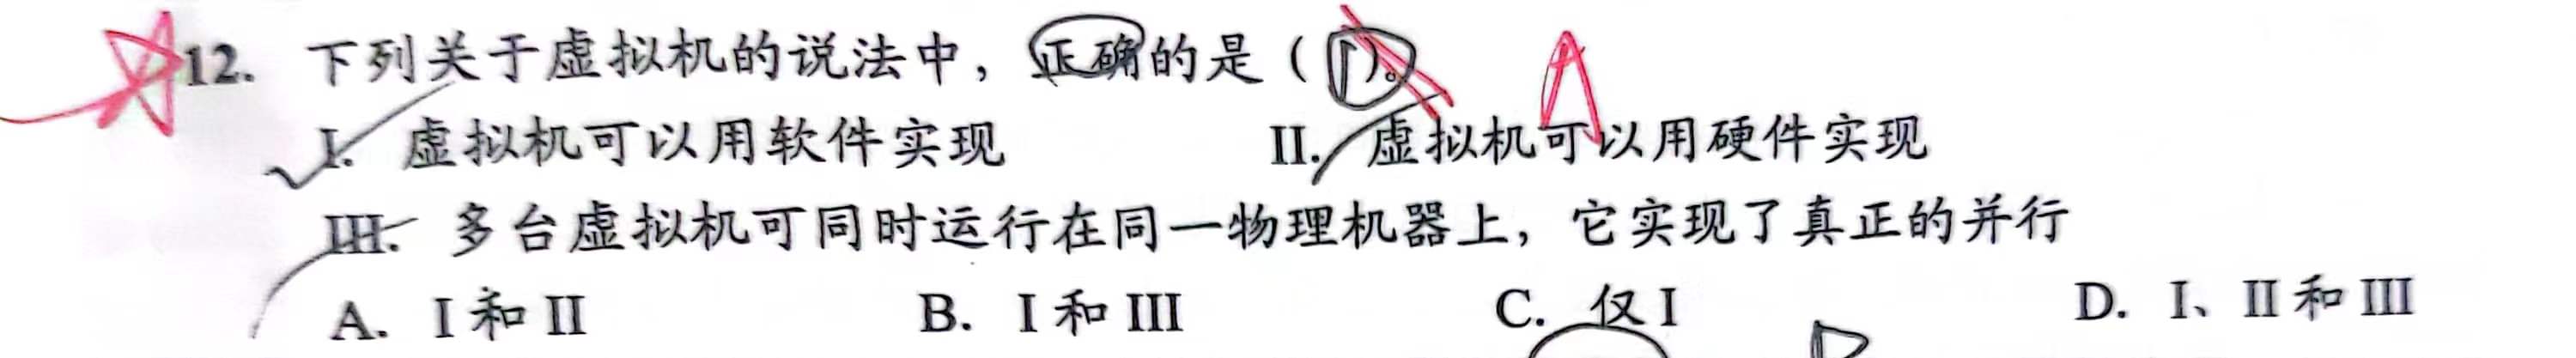 12. 下列关于虚拟机的说法中，正确的是（ ）。 A
I. 虚拟机可以用软件实现 II. 虚拟机可以用硬件实现
III. 多台虚拟机可同时运行在同一物理机器上，它实现了真正的并行
A. I 和 II B. I 和 III C. 仅 I D. I、II 和 III